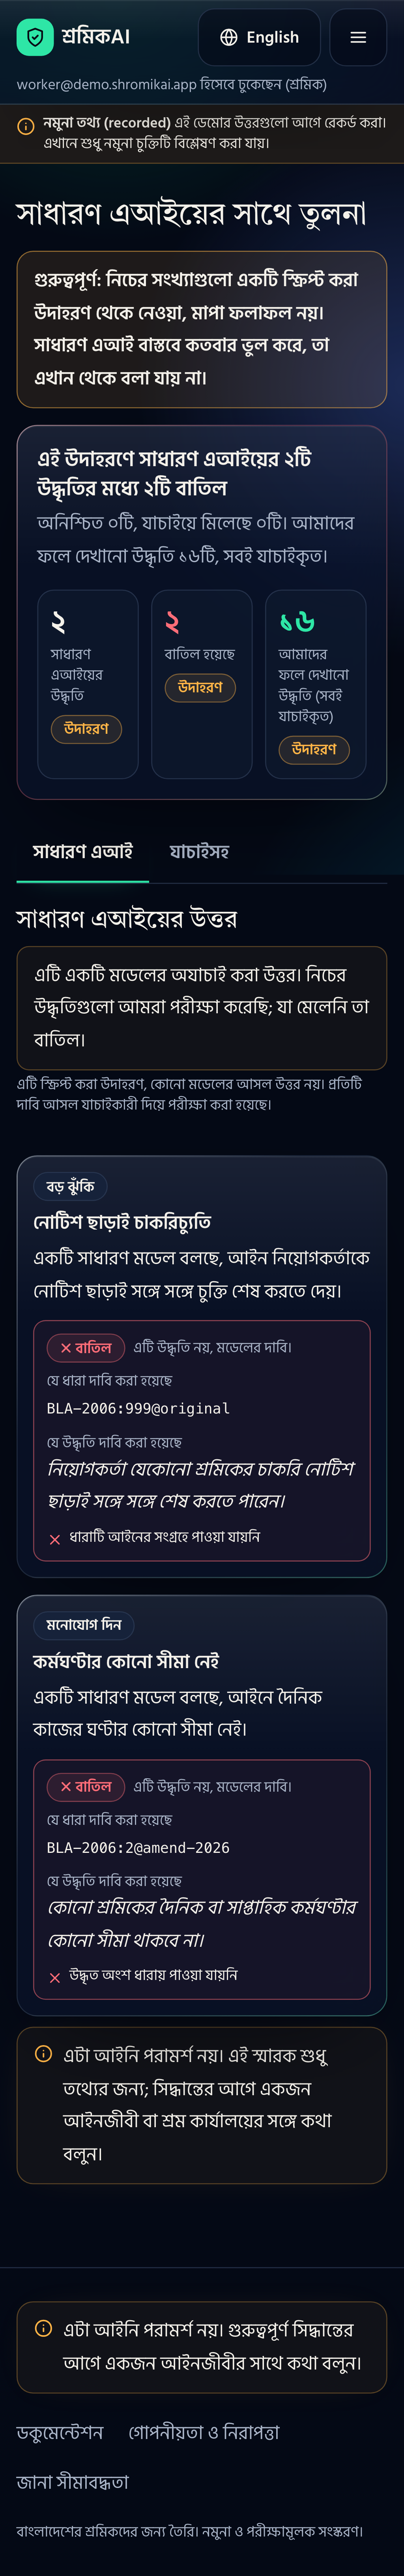 শ্রমিকAI
English
worker@demo.shromikai.app হিসেবে ঢুকেছেন (শ্রমিক)
নমুনা তথ্য (recorded) এই ডেমোর উত্তরগুলো আগে রেকর্ড করা।
এখানে শুধু নমুনা চুক্তিটি বিশ্লেষণ করা যায়।
সাধারণ এআইয়ের সাথে তুলনা
গুরুত্বপূর্ণ: নিচের সংখ্যাগুলো একটি স্ক্রিপ্ট করা
উদাহরণ থেকে নেওয়া, মাপা ফলাফল নয়।
সাধারণ এআই বাস্তবে কতবার ভুল করে, তা
এখান থেকে বলা যায় না।
এই উদাহরণে সাধারণ এআইয়ের ২টি
উদ্ধৃতির মধ্যে ২টি বাতিল
অনিশ্চিত ০টি, যাচাইয়ে মিলেছে ০টি। আমাদের
ফলে দেখানো উদ্ধৃতি ১৬টি, সবই যাচাইকৃত।
২
সাধারণ
এআইয়ের
উদ্ধৃতি
উদাহরণ
২
বাতিল হয়েছে
উদাহরণ
১৬
আমাদের
ফলে দেখানো
উদ্ধৃতি (সবই
যাচাইকৃত)
উদাহরণ
সাধারণ এআই
যাচাইসহ
সাধারণ এআইয়ের উত্তর
এটি একটি মডেলের অযাচাই করা উত্তর। নিচের
উদ্ধৃতিগুলো আমরা পরীক্ষা করেছি; যা মেলেনি তা
বাতিল।
এটি স্ক্রিপ্ট করা উদাহরণ, কোনো মডেলের আসল উত্তর নয়। প্রতিটি
দাবি আসল যাচাইকারী দিয়ে পরীক্ষা করা হয়েছে।
বড় ঝুঁকি
নোটিশ ছাড়াই চাকরিচ্যুতি
একটি সাধারণ মডেল বলছে, আইন নিয়োগকর্তাকে
নোটিশ ছাড়াই সঙ্গে সঙ্গে চুক্তি শেষ করতে দেয়।
✕ বাতিল এটি উদ্ধৃতি নয়, মডেলের দাবি।
যে ধারা দাবি করা হয়েছে
BLA-2006:999@original
যে উদ্ধৃতি দাবি করা হয়েছে
নিয়োগকর্তা যেকোনো শ্রমিকের চাকরি নোটিশ
ছাড়াই সঙ্গে সঙ্গে শেষ করতে পারেন।
ধারাটি আইনের সংগ্রহে পাওয়া যায়নি
মনোযোগ দিন
কর্মঘণ্টার কোনো সীমা নেই
একটি সাধারণ মডেল বলছে, আইনে দৈনিক
কাজের ঘণ্টার কোনো সীমা নেই।
✕ বাতিল এটি উদ্ধৃতি নয়, মডেলের দাবি।
যে ধারা দাবি করা হয়েছে
BLA-2006:2@amend-2026
যে উদ্ধৃতি দাবি করা হয়েছে
কোনো শ্রমিকের দৈনিক বা সাপ্তাহিক কর্মঘণ্টার
কোনো সীমা থাকবে না।
উদ্ধৃত অংশ ধারায় পাওয়া যায়নি
এটা আইনি পরামর্শ নয়। এই স্মারক শুধু
তথ্যের জন্য; সিদ্ধান্তের আগে একজন
আইনজীবী বা শ্রম কার্যালয়ের সঙ্গে কথা
বলুন।
এটা আইনি পরামর্শ নয়। গুরুত্বপূর্ণ সিদ্ধান্তের
আগে একজন আইনজীবীর সাথে কথা বলুন।
ডকুমেন্টেশন গোপনীয়তা ও নিরাপত্তা
জানা সীমাবদ্ধতা
বাংলাদেশের শ্রমিকদের জন্য তৈরি। নমুনা ও পরীক্ষামূলক সংস্করণ।